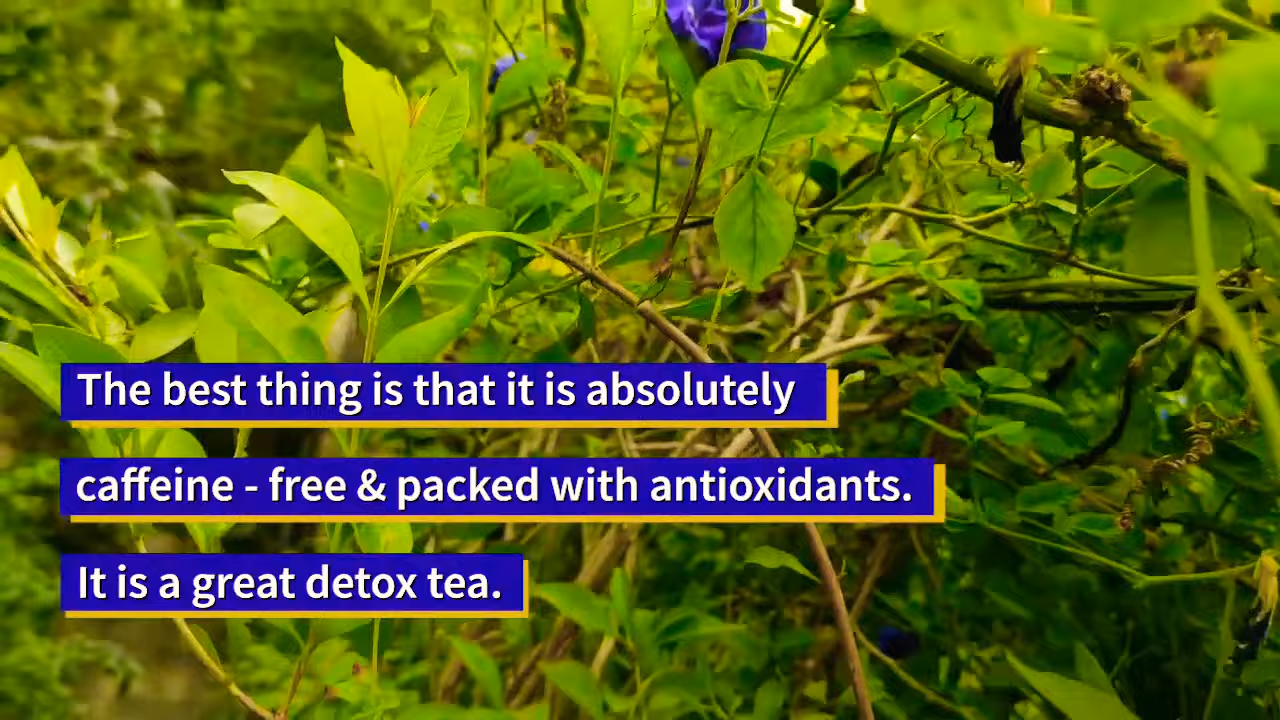 The best thing is that it is absolutely
caffeine - free & packed with antioxidants.
It is a great detox tea.